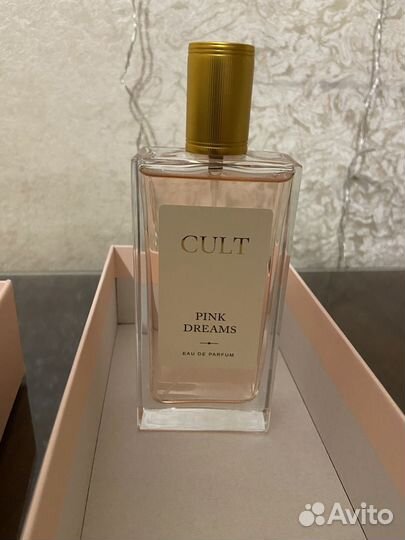 CULT
PINK
DREAMS
EAU DE PARFUM
Avito